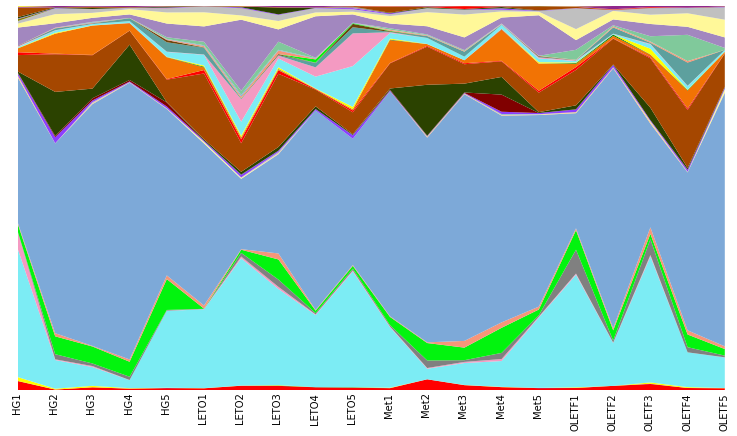 HG1
HG2
HG3
HG4
HG5
LETO1
LETO2
LETO3
LETO4
LETO5
Met1
Met2
Met3
Met4
Met5
OLETF1
OLETF2
OLETF3
OLETF4
OLETF5